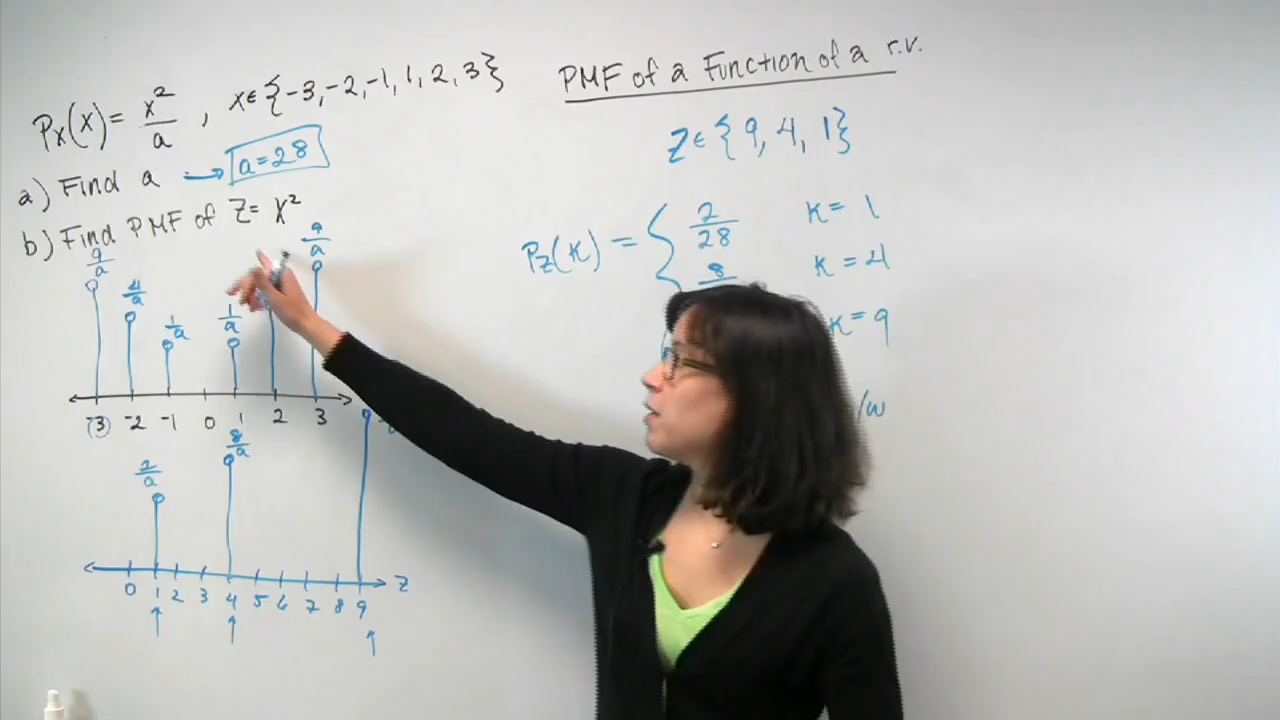 PMF of a Function of a r.v.
Px(x) = x²/a , x∈{-3,-2,-1,1,2,3}
a) Find a → a=28
b) Find PMF of Z= X²
Z∈{9,4,1}
Pz(k) = { 2/28 k= 1
8 k= 4
k=9
/w
9/a 4/a 1/a 1/a 9/a
-3 -2 -1 0 1 2 3
2/a 8/a
0 1 2 3 4 5 6 7 8 9 Z